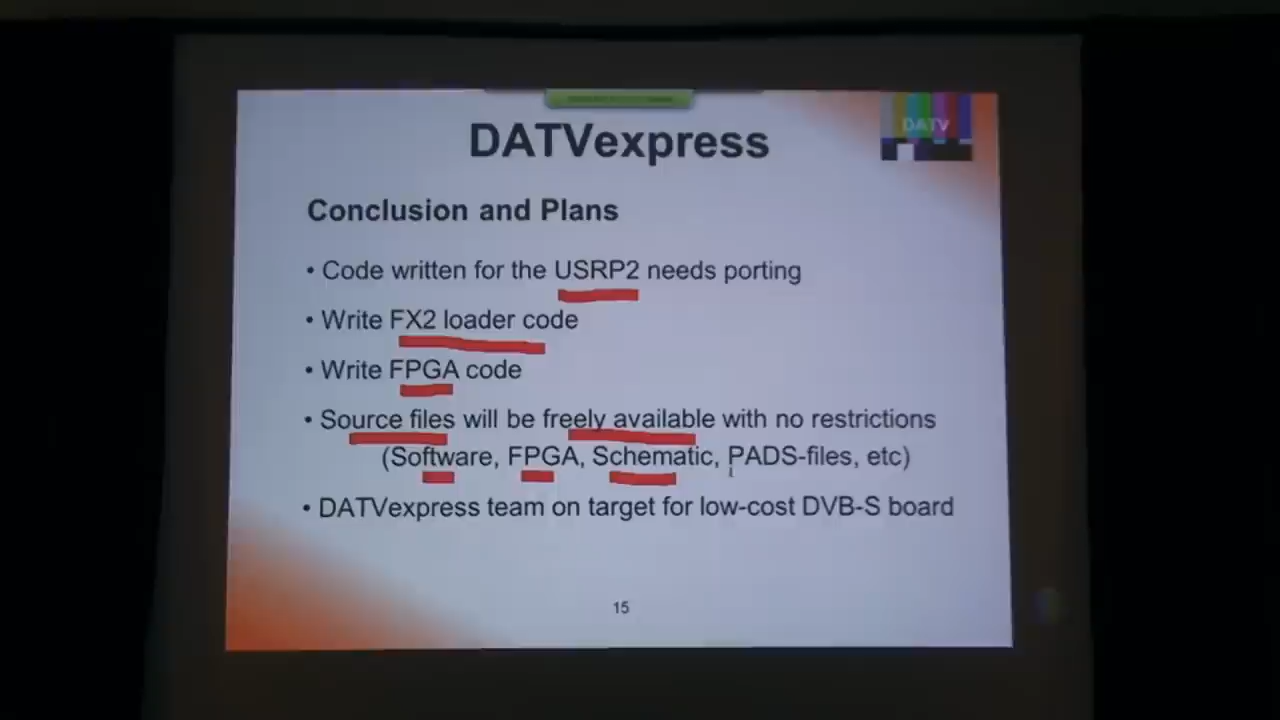 DATVexpress
DATV
Conclusion and Plans
• Code written for the USRP2 needs porting
• Write FX2 loader code
• Write FPGA code
• Source files will be freely available with no restrictions
(Software, FPGA, Schematic, PADS-files, etc)
• DATVexpress team on target for low-cost DVB-S board
15